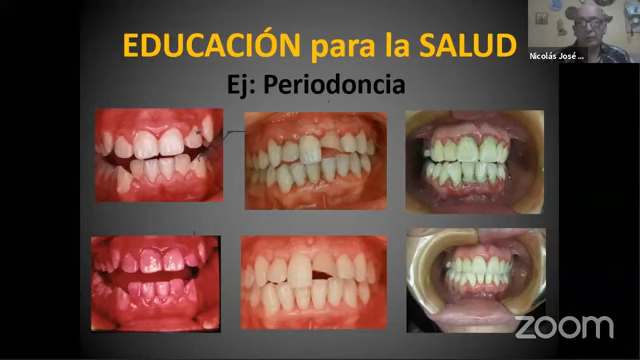 EDUCACIÓN para la SALUD
Nicolás José ...
Ej: Periodoncia
zoom